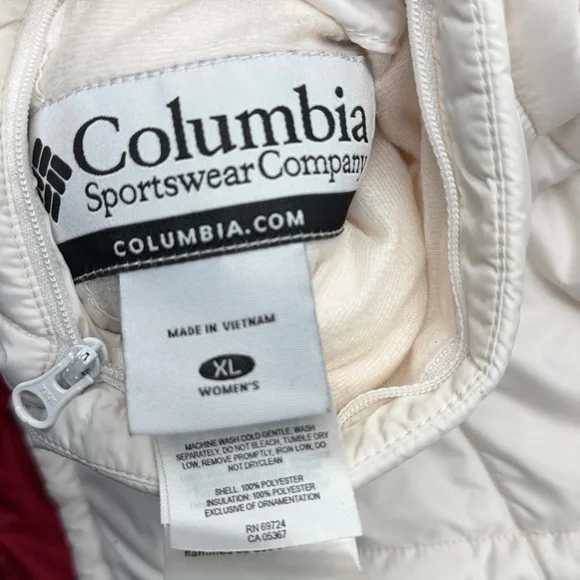 Columbia
Sportswear Company
COLUMBIA.COM
MADE IN VIETNAM
XL
WOMEN'S
MACHINE WASH COLD GENTLE, WASH
SEPARATELY, DO NOT BLEACH, TUMBLE DRY
LOW, REMOVE PROMPTLY, IRON LOW, DO
NOT DRYCLEAN
SHELL: 100% POLYESTER
INSULATION: 100% POLYESTER
EXCLUSIVE OF ORNAMENTATION
RN 69724
CA 05367